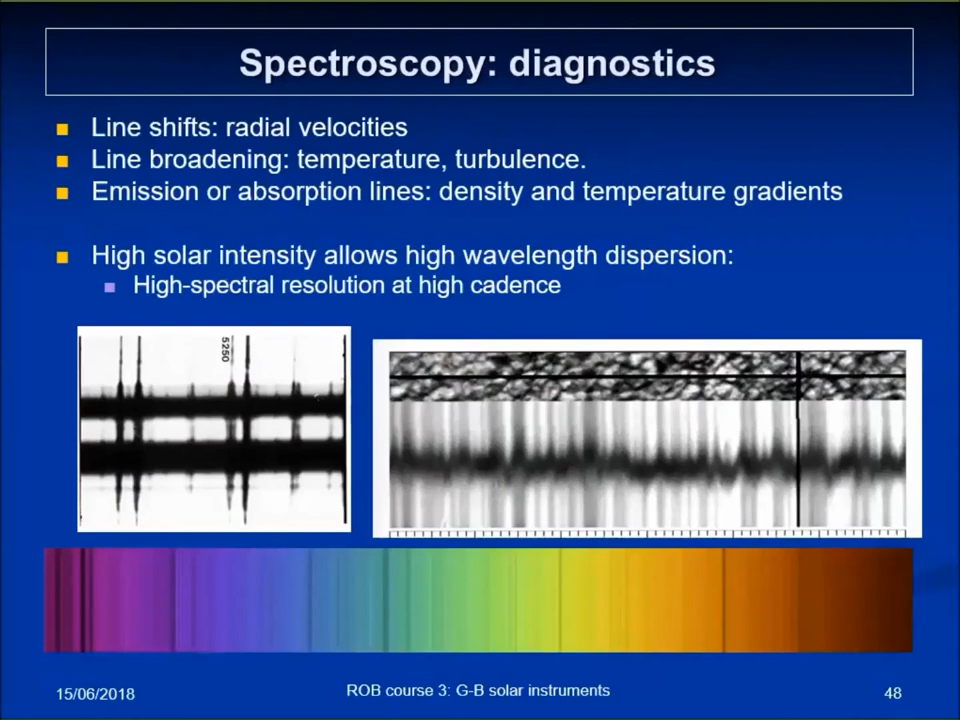 Spectroscopy: diagnostics
Line shifts: radial velocities
Line broadening: temperature, turbulence.
Emission or absorption lines: density and temperature gradients
High solar intensity allows high wavelength dispersion:
High-spectral resolution at high cadence
5250
15/06/2018
ROB course 3: G-B solar instruments
48